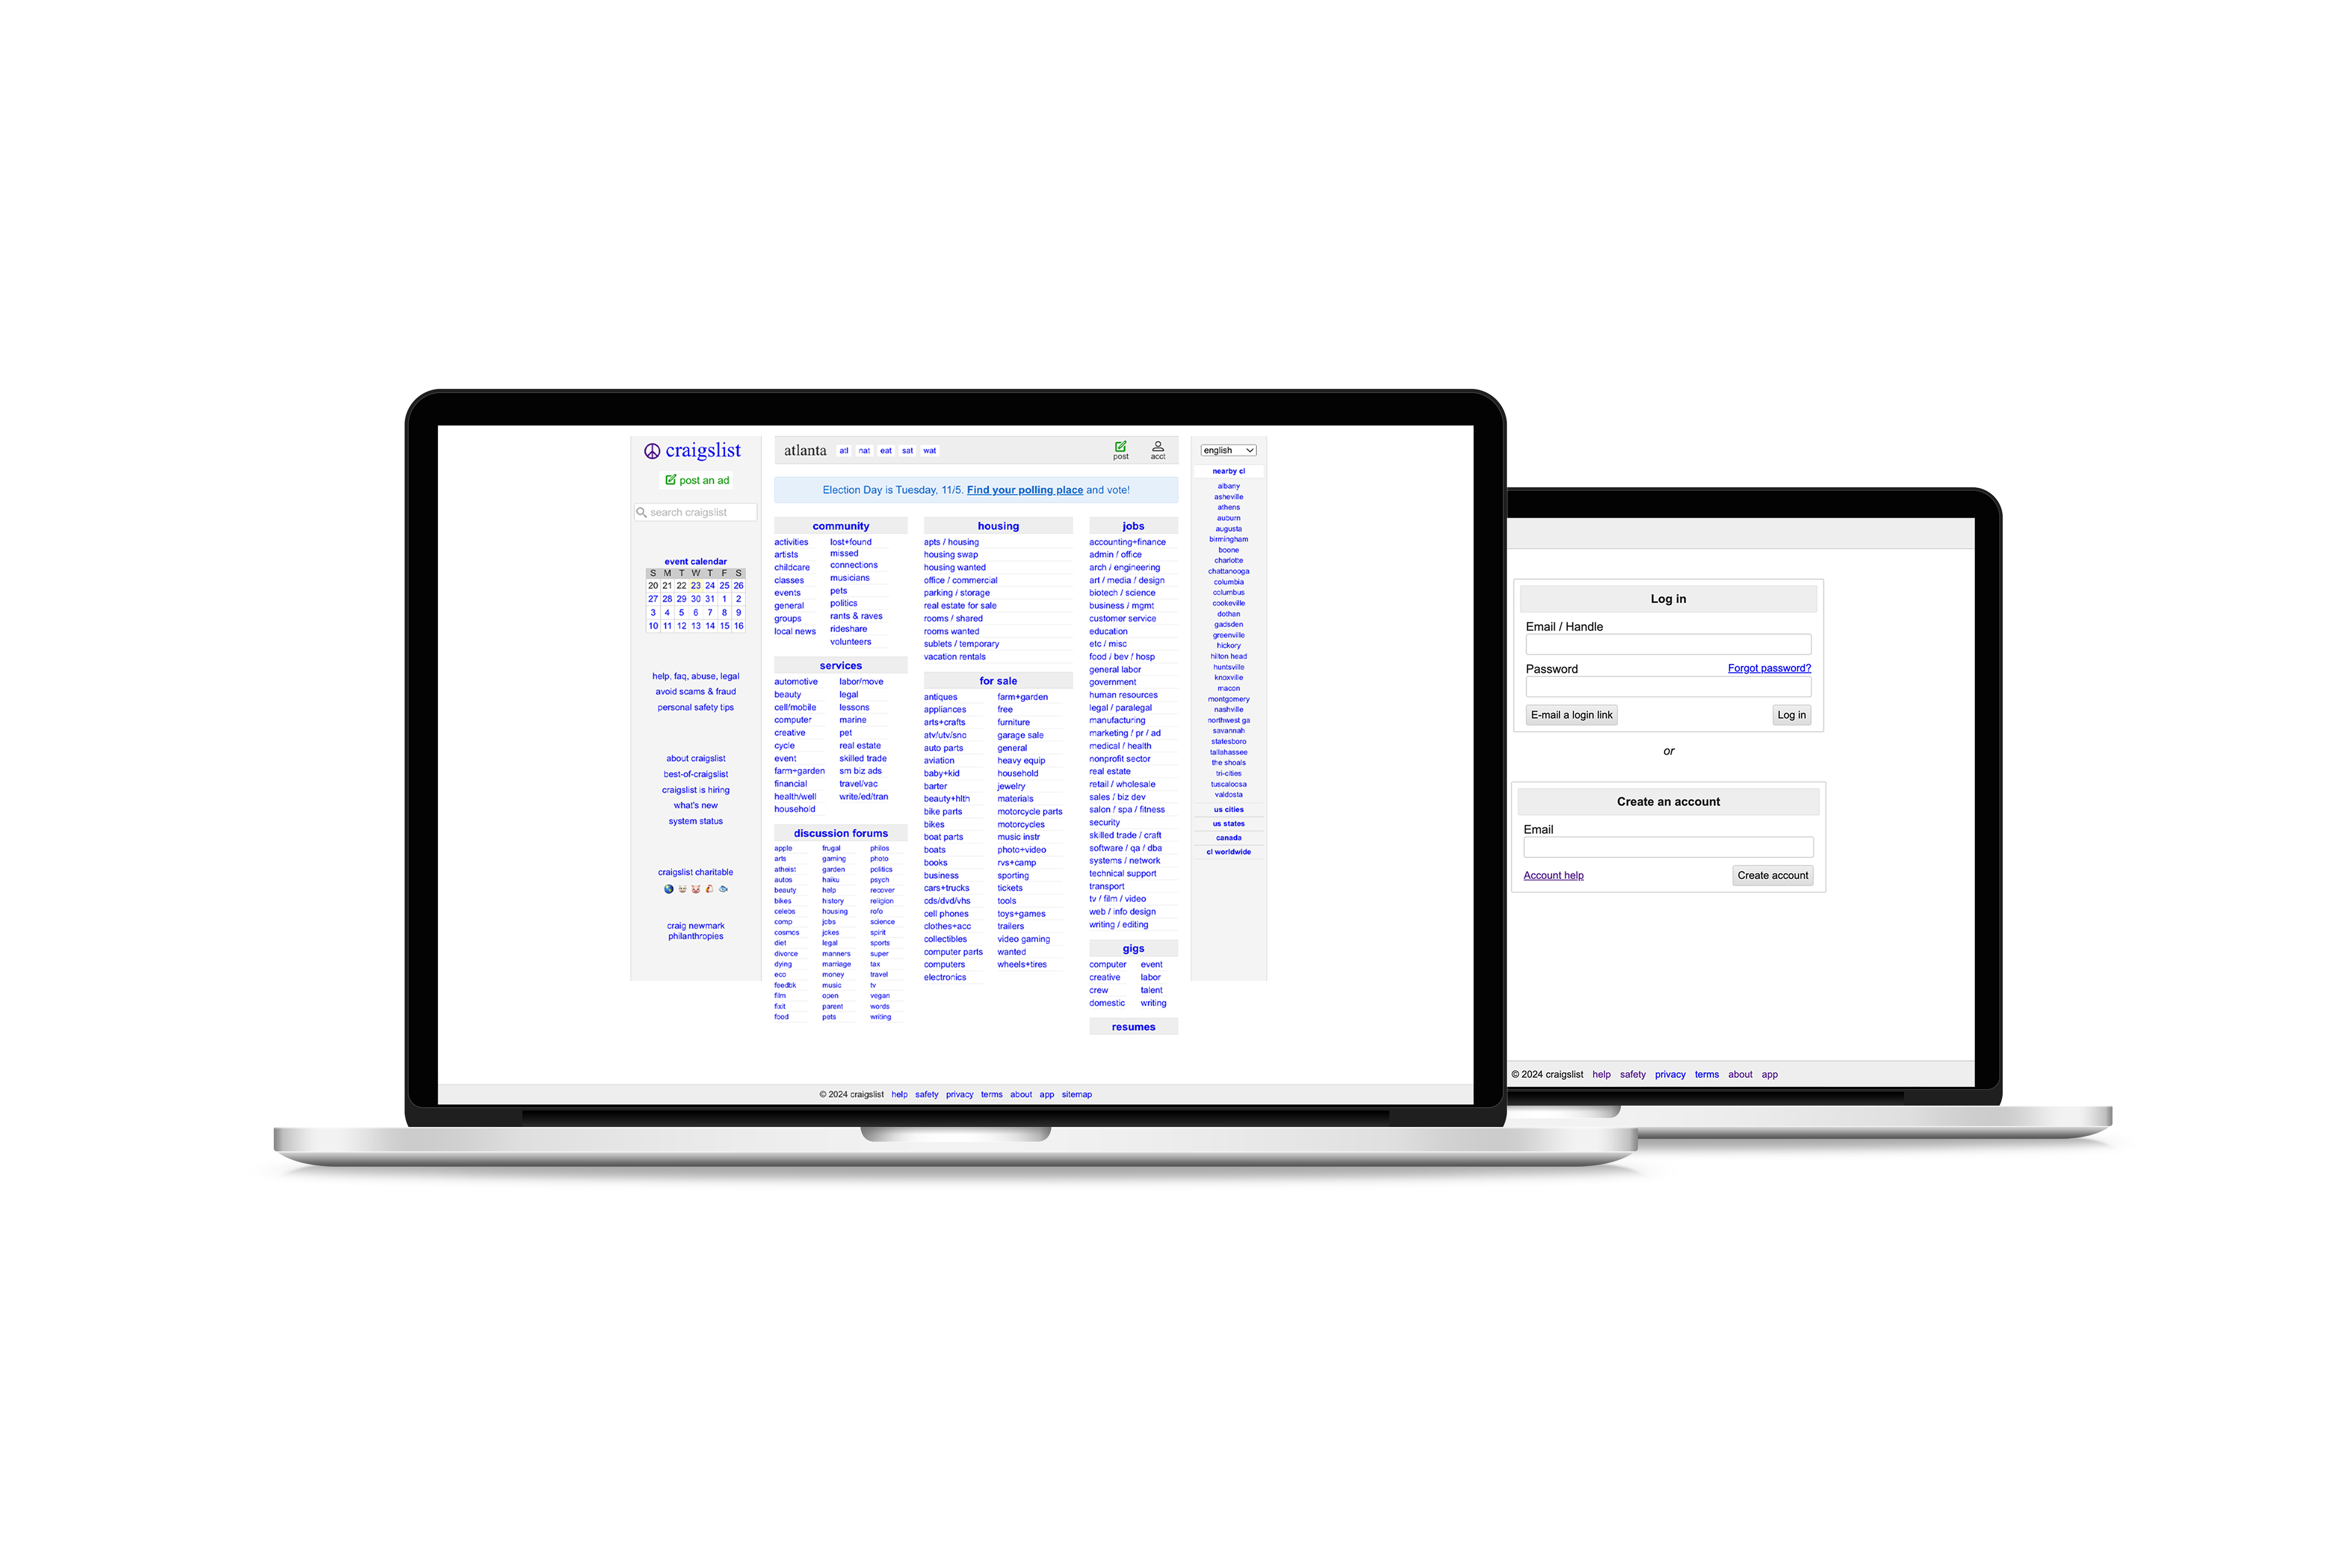 craigslist
post an ad
search craigslist
event calendar
S M T W T F S
20 21 22 23 24 25 26
27 28 29 30 31 1 2
3 4 5 6 7 8 9
10 11 12 13 14 15 16
help, faq, abuse, legal
avoid scams & fraud
personal safety tips
about craigslist
best-of-craigslist
craigslist is hiring
what's new
system status
craigslist charitable
craig newmark
philanthropies
atlanta atl nat eat sat wat
post acct
Election Day is Tuesday, 11/5. Find your polling place and vote!
community
activities
artists
childcare
classes
events
general
groups
local news
lost+found
missed
connections
musicians
pets
politics
rants & raves
rideshare
volunteers
services
automotive
beauty
cell/mobile
computer
creative
cycle
event
farm+garden
financial
health/well
household
labor/move
legal
lessons
marine
pet
real estate
skilled trade
sm biz ads
travel/vac
write/ed/tran
discussion forums
apple
arts
atheist
autos
beauty
bikes
celebs
comp
cosmos
diet
divorce
dying
eco
feedbk
film
fixit
food
frugal
gaming
garden
haiku
help
history
housing
jobs
jokes
legal
manners
marriage
money
music
open
parent
pets
philos
photo
politics
psych
recover
religion
rofo
science
spirit
sports
super
tax
travel
tv
vegan
words
writing
housing
apts / housing
housing swap
housing wanted
office / commercial
parking / storage
real estate for sale
rooms / shared
rooms wanted
sublets / temporary
vacation rentals
for sale
antiques
appliances
arts+crafts
atv/utv/sno
auto parts
aviation
baby+kid
barter
beauty+hlth
bike parts
bikes
boat parts
boats
books
business
cars+trucks
cds/dvd/vhs
cell phones
clothes+acc
collectibles
computer parts
computers
electronics
farm+garden
free
furniture
garage sale
general
heavy equip
household
jewelry
materials
motorcycle parts
motorcycles
music instr
photo+video
rvs+camp
sporting
tickets
tools
toys+games
trailers
video gaming
wanted
wheels+tires
jobs
accounting+finance
admin / office
arch / engineering
art / media / design
biotech / science
business / mgmt
customer service
education
etc / misc
food / bev / hosp
general labor
government
human resources
legal / paralegal
manufacturing
marketing / pr / ad
medical / health
nonprofit sector
real estate
retail / wholesale
sales / biz dev
salon / spa / fitness
security
skilled trade / craft
software / qa / dba
systems / network
technical support
transport
tv / film / video
web / info design
writing / editing
gigs
computer
creative
crew
domestic
event
labor
talent
writing
resumes
english
nearby cl
albany
asheville
athens
auburn
augusta
birmingham
boone
charlotte
chattanooga
columbia
columbus
cookeville
dothan
gadsden
greenville
hickory
hilton head
huntsville
knoxville
macon
montgomery
nashville
northwest ga
savannah
statesboro
tallahassee
the shoals
tri-cities
tuscaloosa
valdosta
us cities
us states
canada
cl worldwide
© 2024 craigslist help safety privacy terms about app sitemap
Log in
Email / Handle
Password Forgot password?
E-mail a login link Log in
or
Create an account
Email
Account help Create account
© 2024 craigslist help safety privacy terms about app